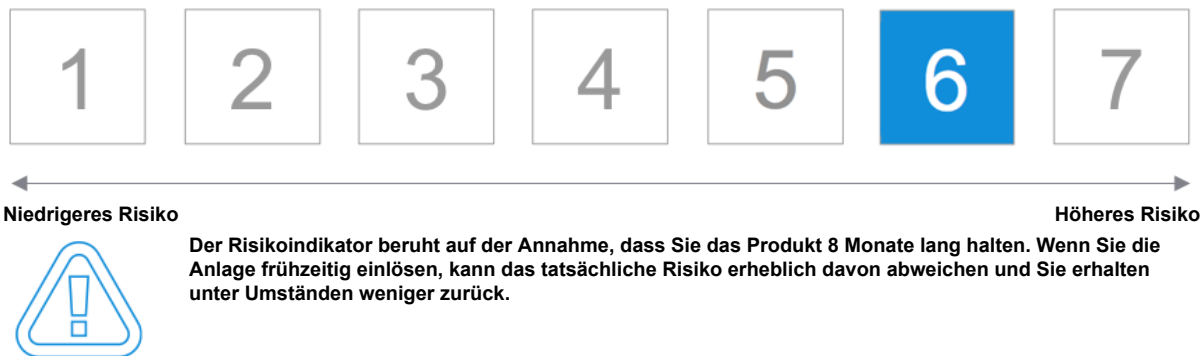 1 2 3 4 5 6 7
Niedrigeres Risiko Höheres Risiko
Der Risikoindikator beruht auf der Annahme, dass Sie das Produkt 8 Monate lang halten. Wenn Sie die
Anlage frühzeitig einlösen, kann das tatsächliche Risiko erheblich davon abweichen und Sie erhalten
unter Umständen weniger zurück.